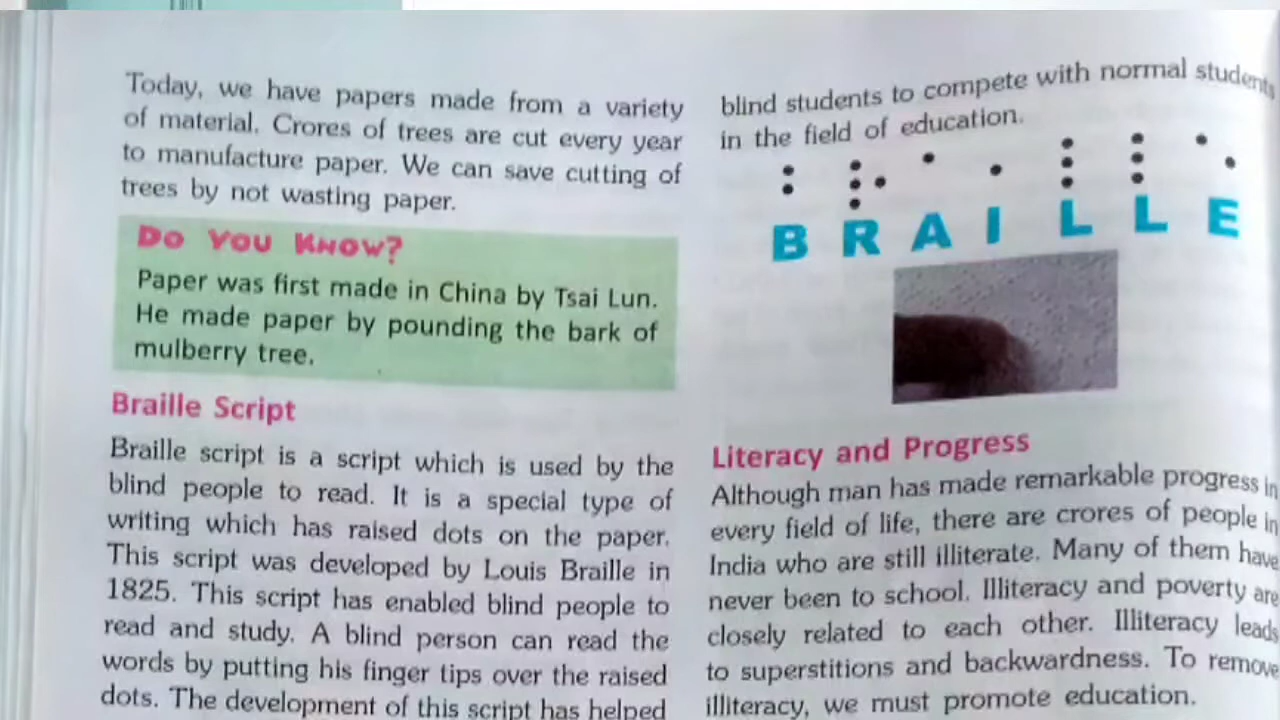 Today, we have papers made from a variety
of material. Crores of trees are cut every year
to manufacture paper. We can save cutting of
trees by not wasting paper.
Do You Know?
Paper was first made in China by Tsai Lun.
He made paper by pounding the bark of
mulberry tree.
Braille Script
Braille script is a script which is used by the
blind people to read. It is a special type of
writing which has raised dots on the paper.
This script was developed by Louis Braille in
1825. This script has enabled blind people to
read and study. A blind person can read the
words by putting his finger tips over the raised
dots. The development of this script has helped
blind students to compete with normal students
in the field of education.
B R A I L L E
Literacy and Progress
Although man has made remarkable progress in
every field of life, there are crores of people in
India who are still illiterate. Many of them have
never been to school. Illiteracy and poverty are
closely related to each other. Illiteracy leads
to superstitions and backwardness. To remove
illiteracy, we must promote education.